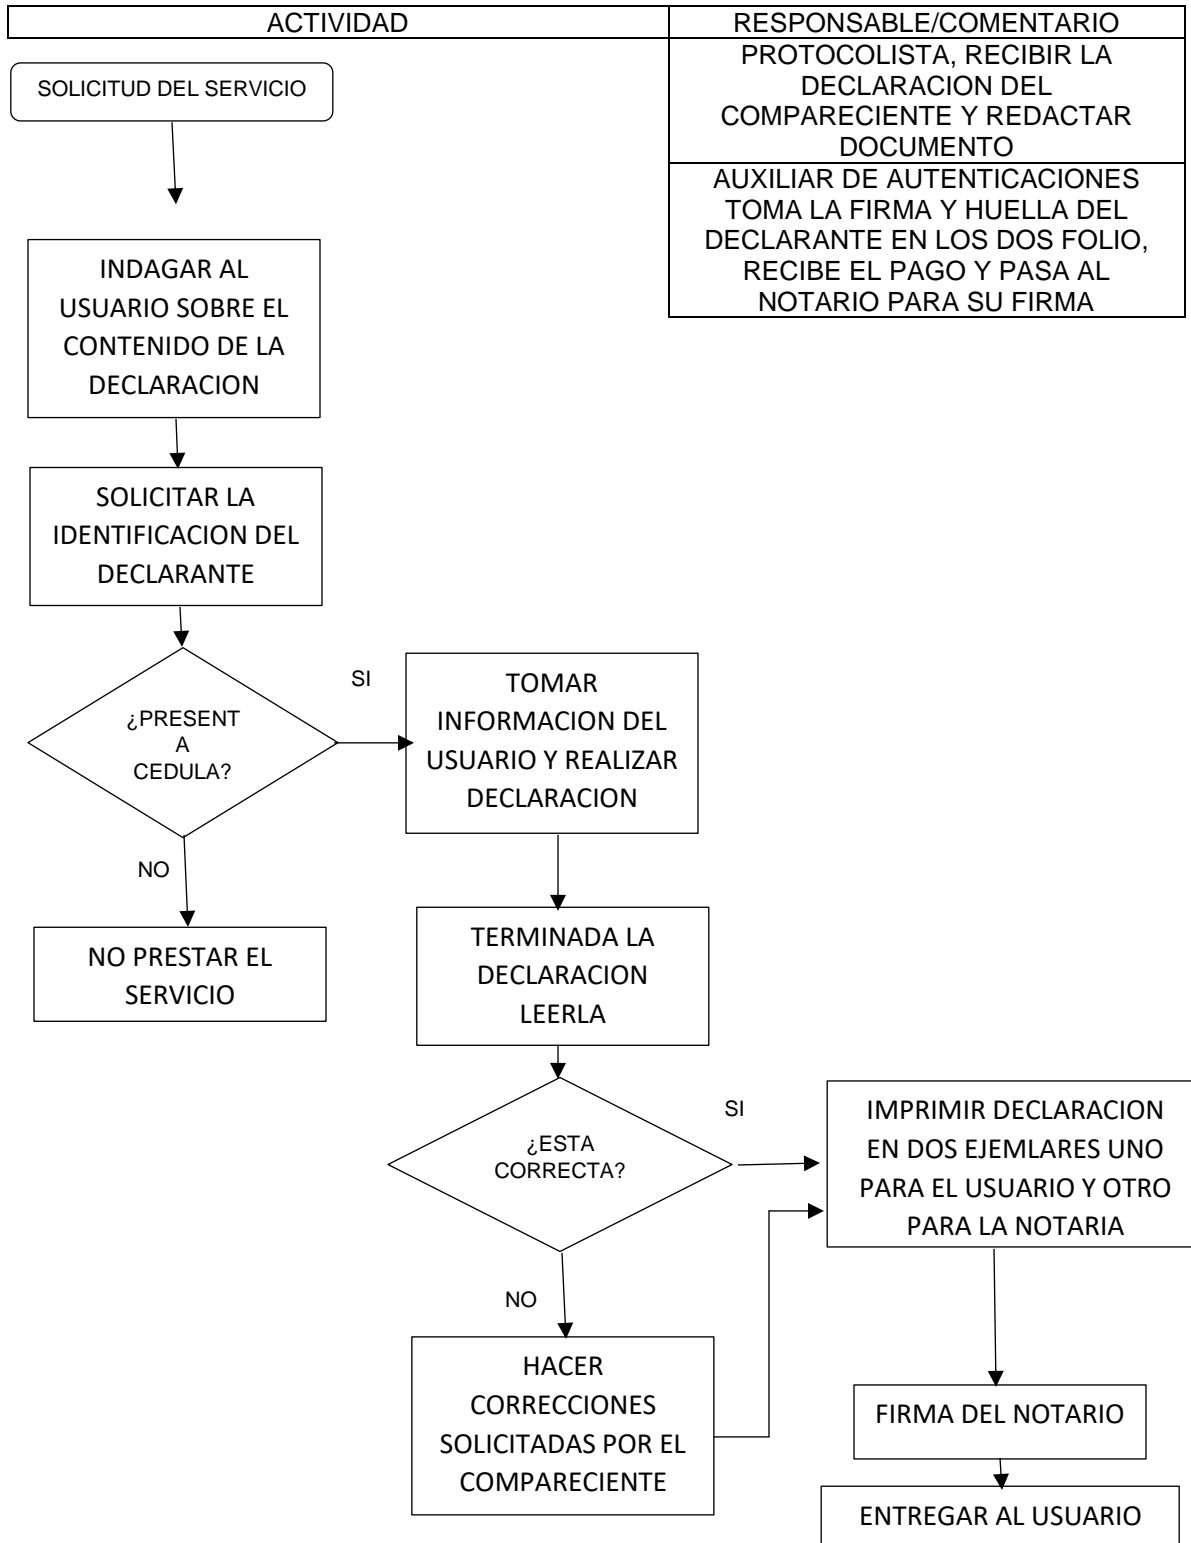 ACTIVIDAD
RESPONSABLE/COMENTARIO
PROTOCOLISTA, RECIBIR LA
DECLARACION DEL
COMPARECIENTE Y REDACTAR
DOCUMENTO
AUXILIAR DE AUTENTICACIONES
TOMA LA FIRMA Y HUELLA DEL
DECLARANTE EN LOS DOS FOLIO,
RECIBE EL PAGO Y PASA AL
NOTARIO PARA SU FIRMA
SOLICITUD DEL SERVICIO
INDAGAR AL
USUARIO SOBRE EL
CONTENIDO DE LA
DECLARACION
SOLICITAR LA
IDENTIFICACION DEL
DECLARANTE
¿PRESENT
A
CEDULA?
SI
TOMAR
INFORMACION DEL
USUARIO Y REALIZAR
DECLARACION
NO
NO PRESTAR EL
SERVICIO
TERMINADA LA
DECLARACION
LEERLA
¿ESTA
CORRECTA?
SI
IMPRIMIR DECLARACION
EN DOS EJEMLARES UNO
PARA EL USUARIO Y OTRO
PARA LA NOTARIA
NO
HACER
CORRECCIONES
SOLICITADAS POR EL
COMPARECIENTE
FIRMA DEL NOTARIO
ENTREGAR AL USUARIO